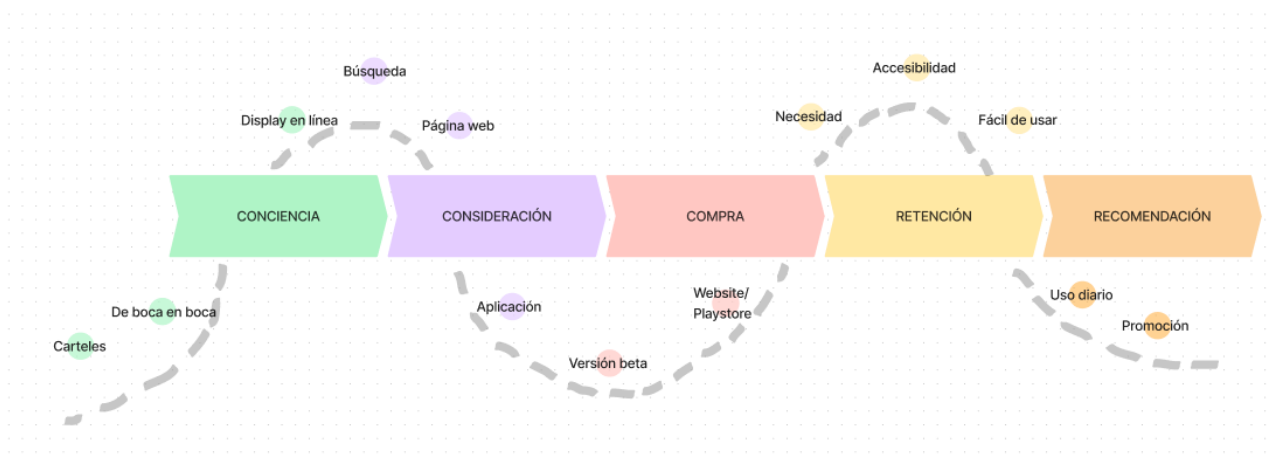 Búsqueda
Display en línea
Página web
Accesibilidad
Necesidad
Fácil de usar
CONCIENCIA
CONSIDERACIÓN
COMPRA
RETENCIÓN
RECOMENDACIÓN
De boca en boca
Carteles
Aplicación
Website/
Playstore
Versión beta
Uso diario
Promoción